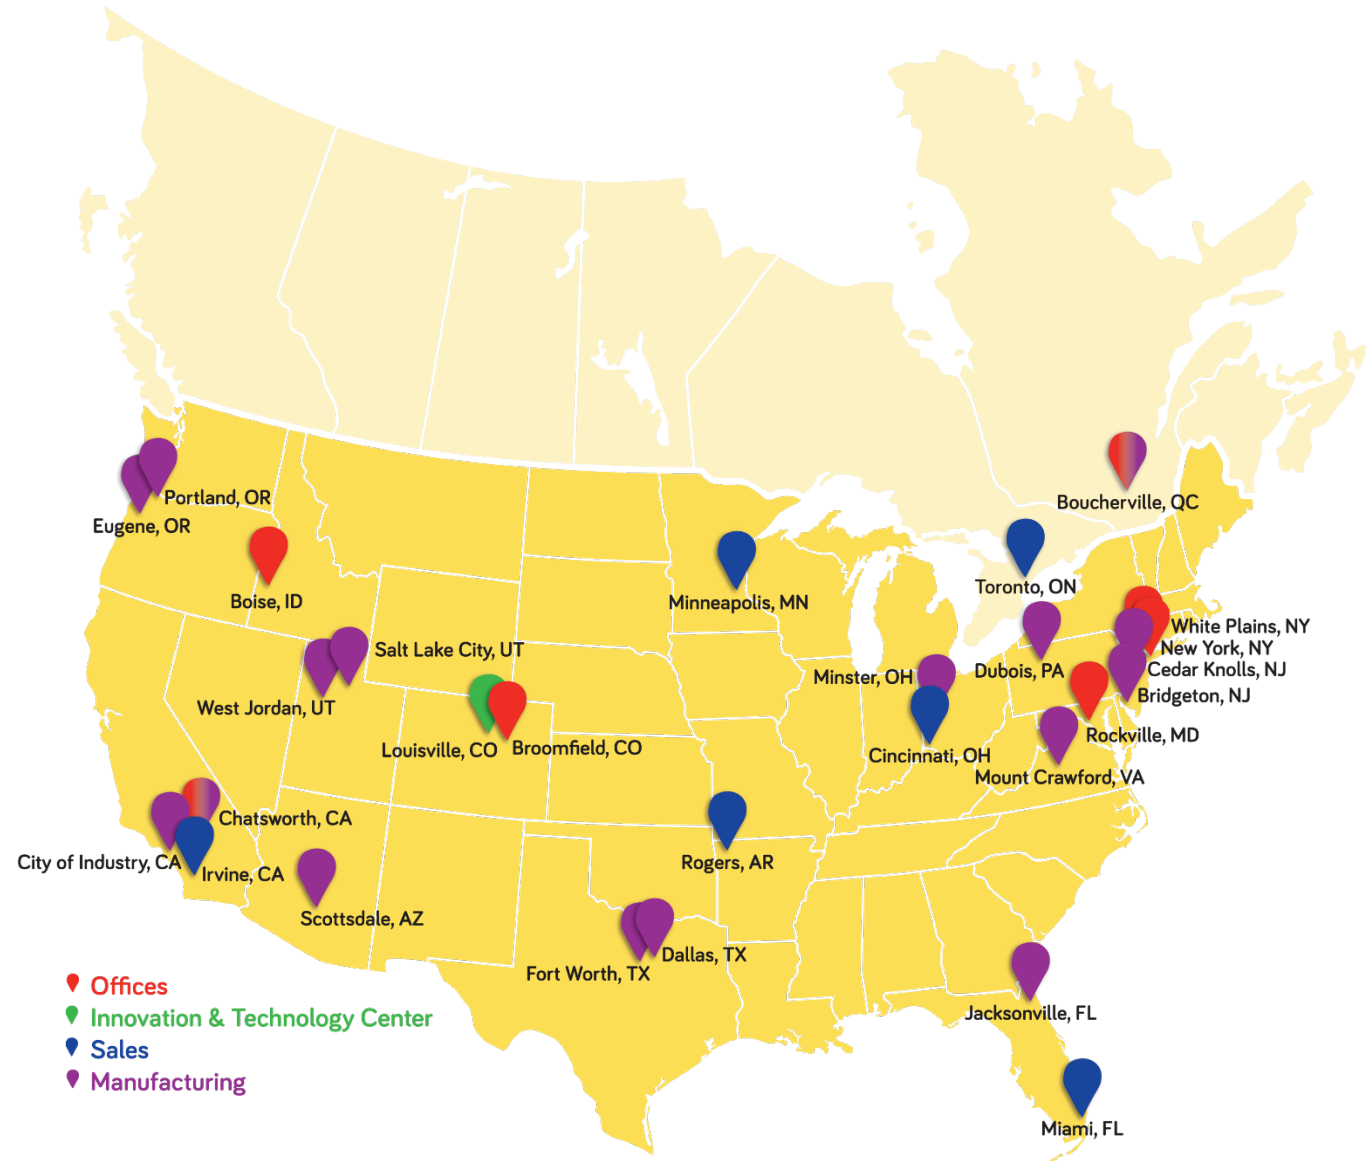 Boucherville, QC
Portland, OR
Eugene, OR
Toronto, ON
Boise, ID
Minneapolis, MN
White Plains, NY
New York, NY
Salt Lake City, UT
Cedar Knolls, NJ
Dubois, PA
Minster, OH
Bridgeton, NJ
West Jordan, UT
Rockville, MD
Louisville, CO
Broomfield, CO
Cincinnati, OH
Mount Crawford, VA
Chatsworth, CA
City of Industry, CA
Irvine, CA
Rogers, AR
Scottsdale, AZ
Dallas, TX
Fort Worth, TX
Offices
Jacksonville, FL
Innovation & Technology Center
Sales
Manufacturing
Miami, FL